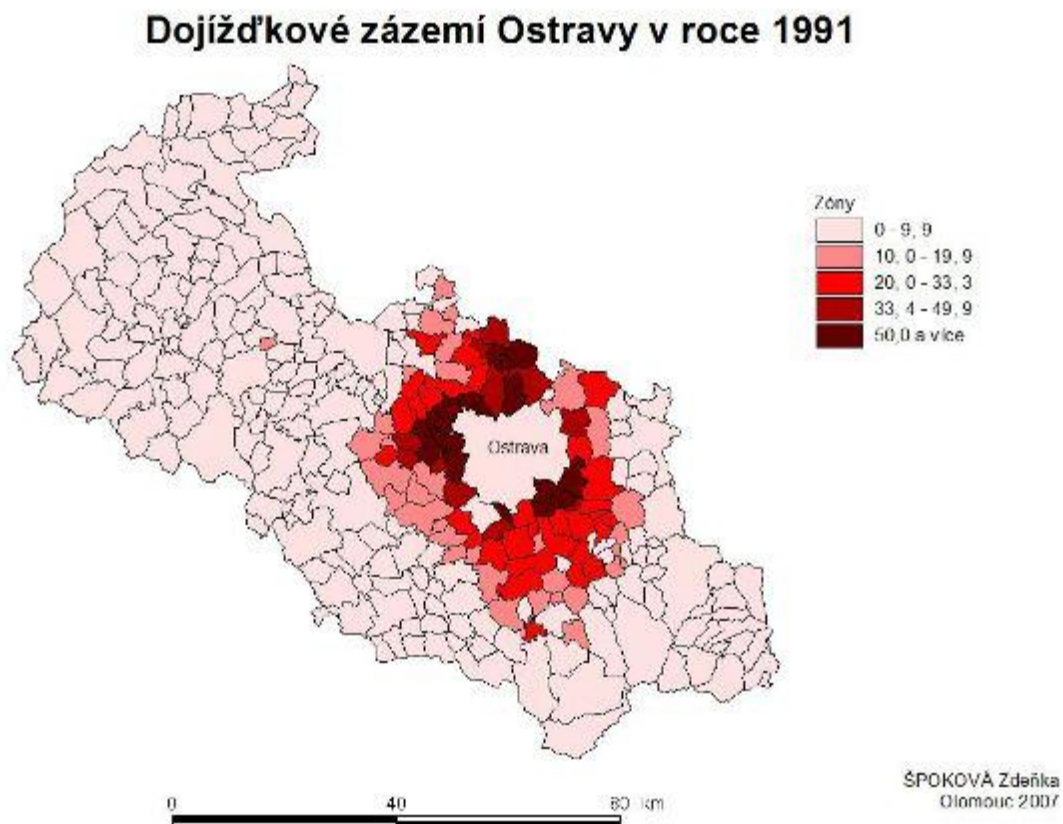 Dojížďkové zázemí Ostravy v roce 1991
Zóny
0 - 9, 9
10, 0 - 19, 9
20, 0 - 33, 3
33, 4 - 49, 9
50,0 a více
Ostrava
ŠPOKOVÁ Zdeňka
Olomouc 2007
0 40 80 km